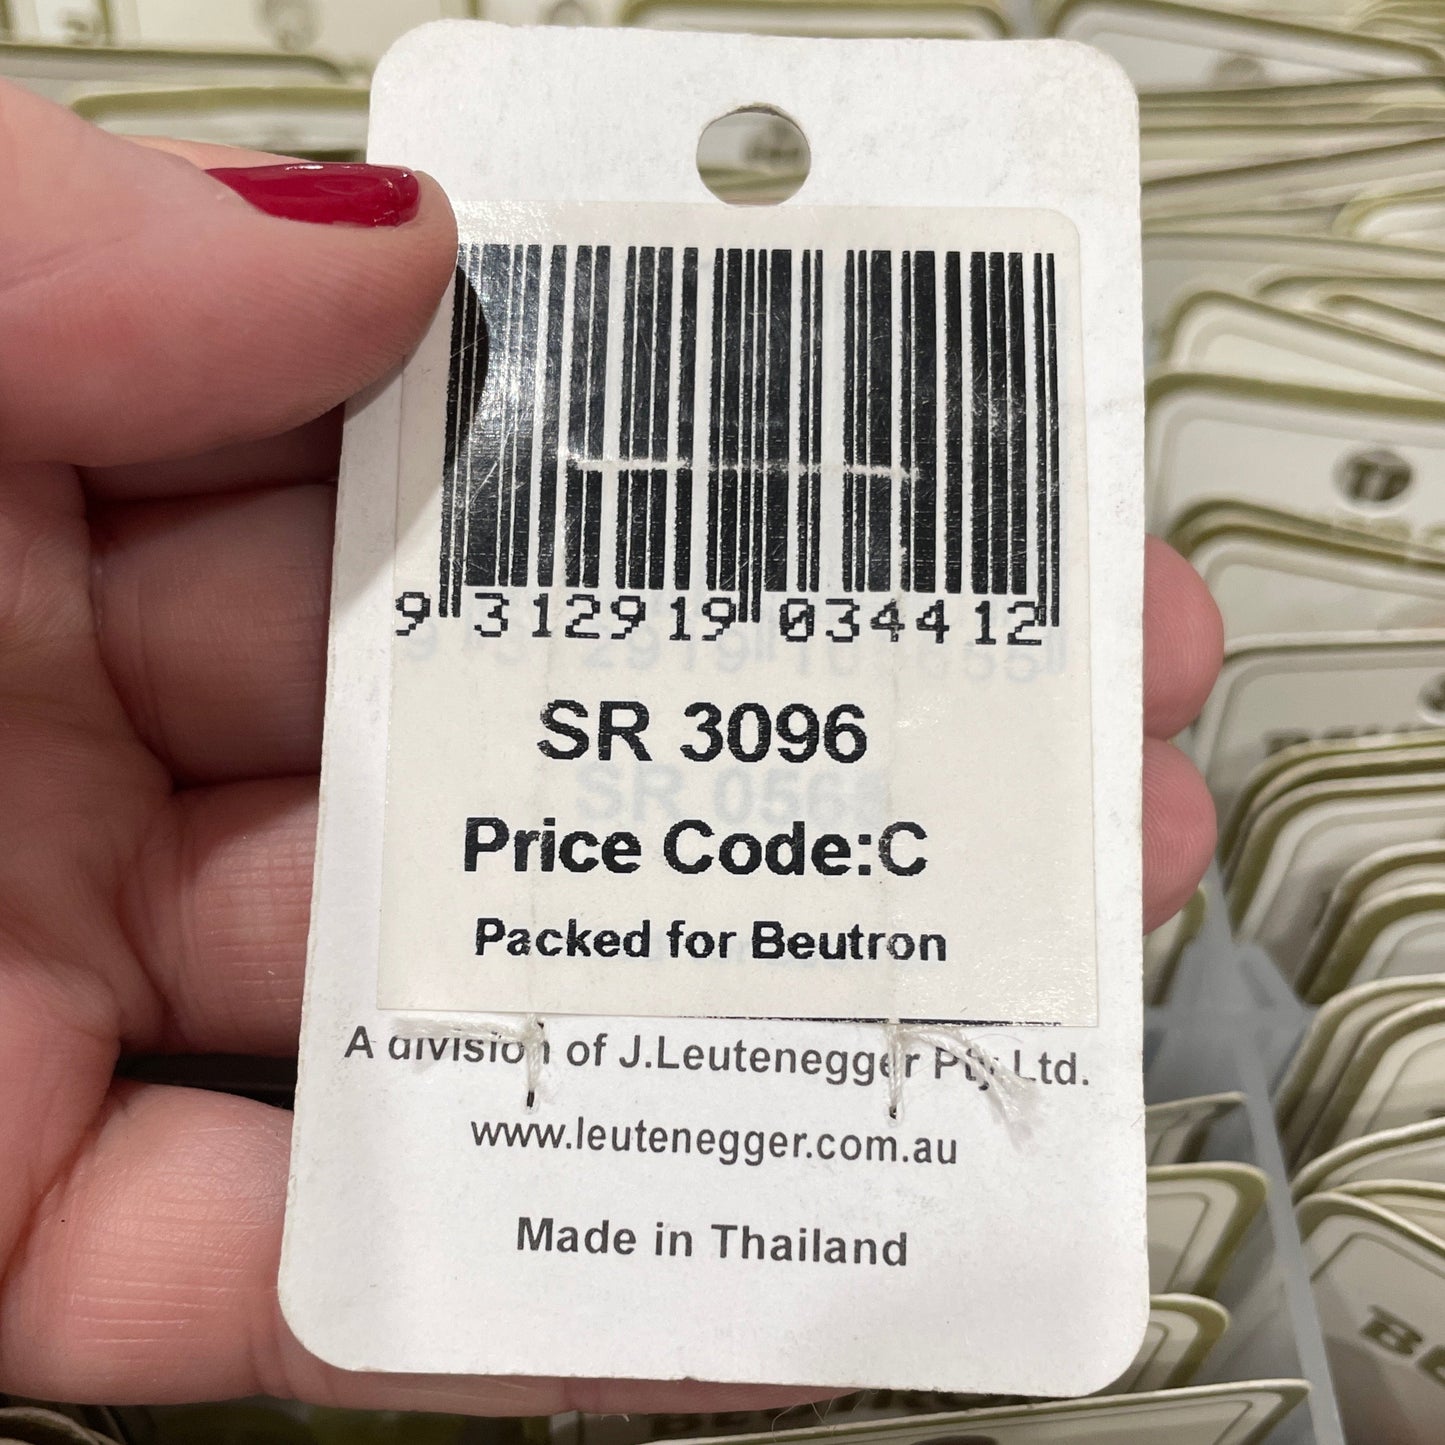 9 312919 034412
SR 3096
Price Code:C
Packed for Beutron
A division of J.Leutenegger Pty Ltd.
www.leutenegger.com.au
Made in Thailand